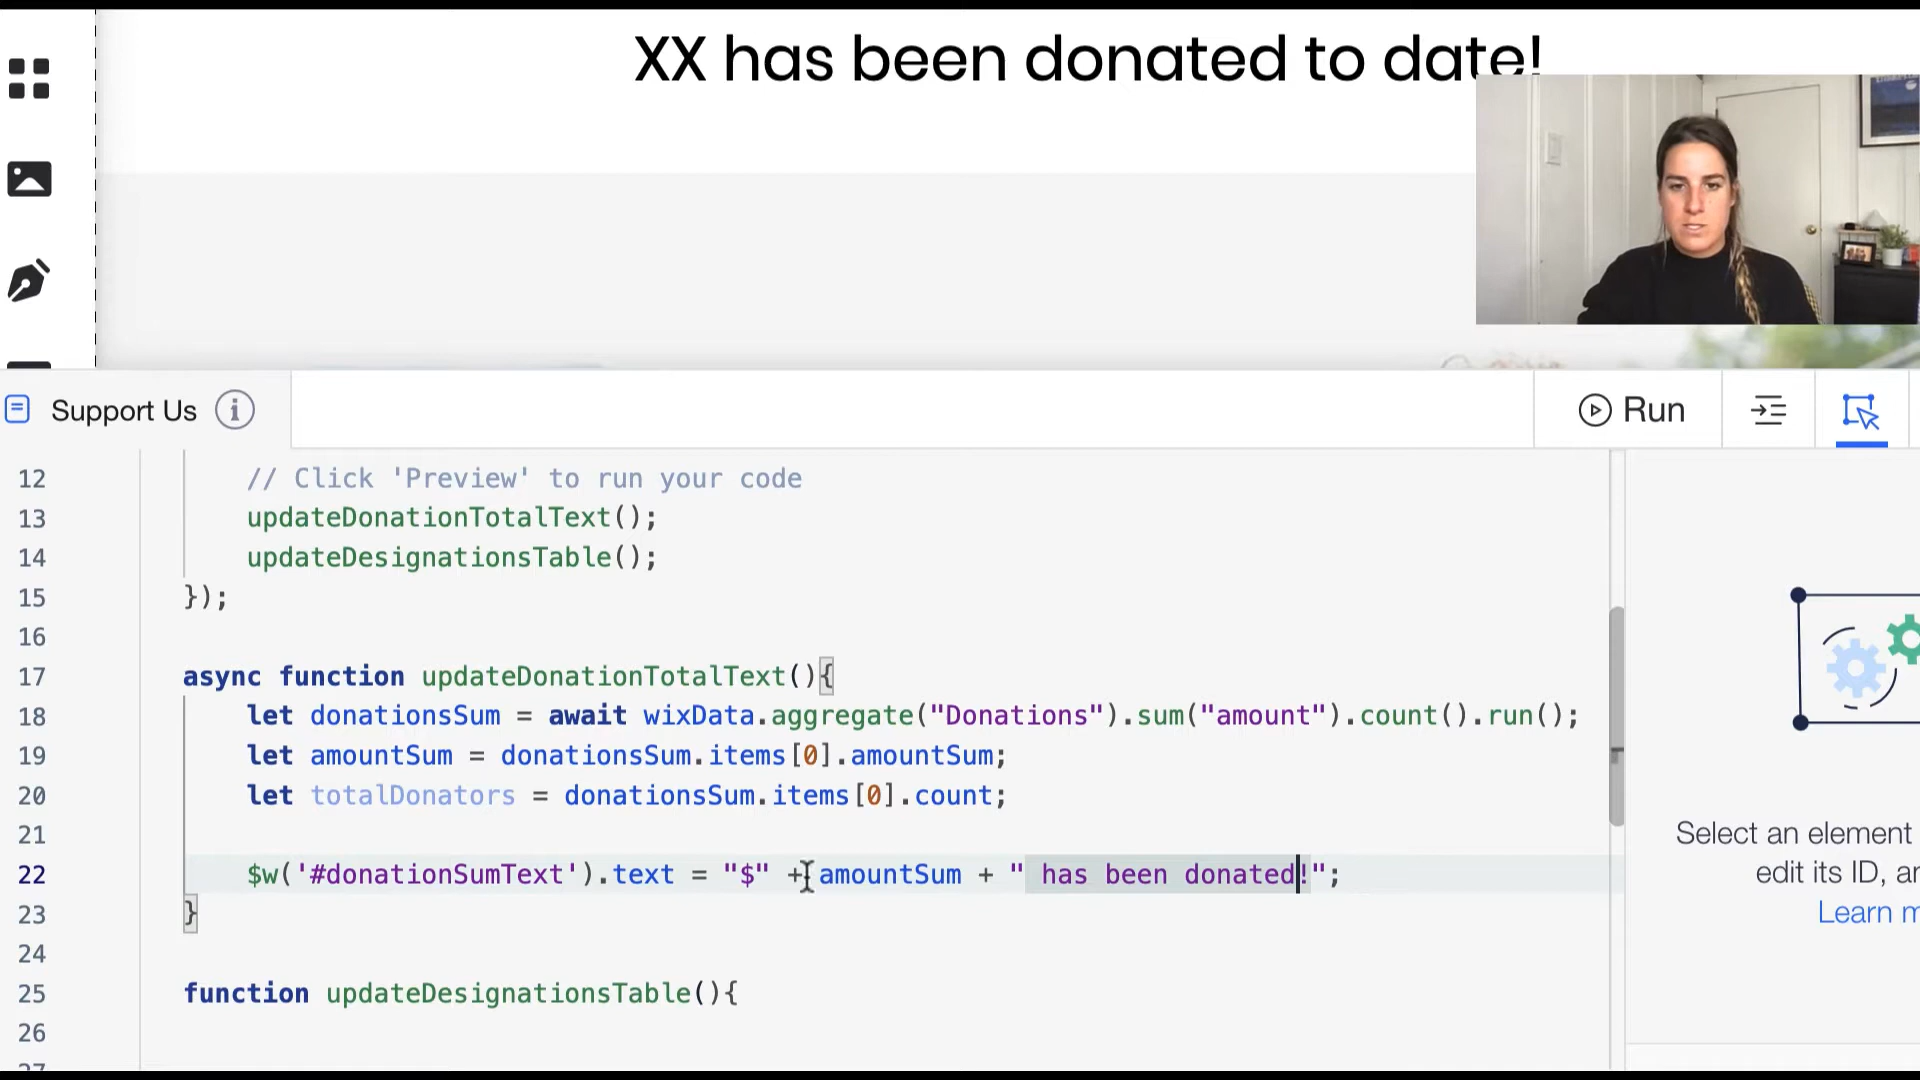 XX has been donated to date!
Support Us
Run
12 // Click 'Preview' to run your code
13 updateDonationTotalText();
14 updateDesignationsTable();
15 });
16
17 async function updateDonationTotalText(){
18 let donationsSum = await wixData.aggregate("Donations").sum("amount").count().run();
19 let amountSum = donationsSum.items[0].amountSum;
20 let totalDonators = donationsSum.items[0].count;
21
22 $w('#donationSumText').text = "$" + amountSum + " has been donated!";
23 }
24
25 function updateDesignationsTable(){
26
Select an element
edit its ID, 
Learn